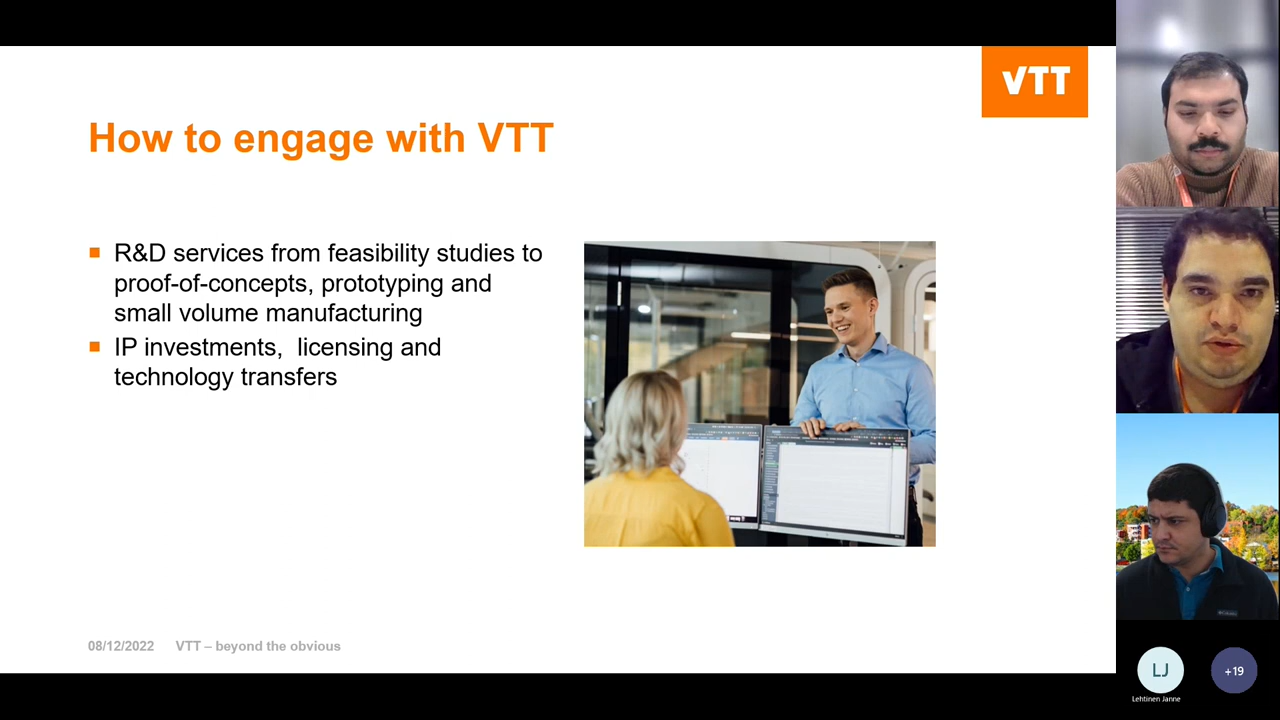 VTT
How to engage with VTT
R&D services from feasibility studies to
proof-of-concepts, prototyping and
small volume manufacturing
IP investments,  licensing and
technology transfers
08/12/2022 VTT – beyond the obvious
LJ
+19
Lehtinen Janne